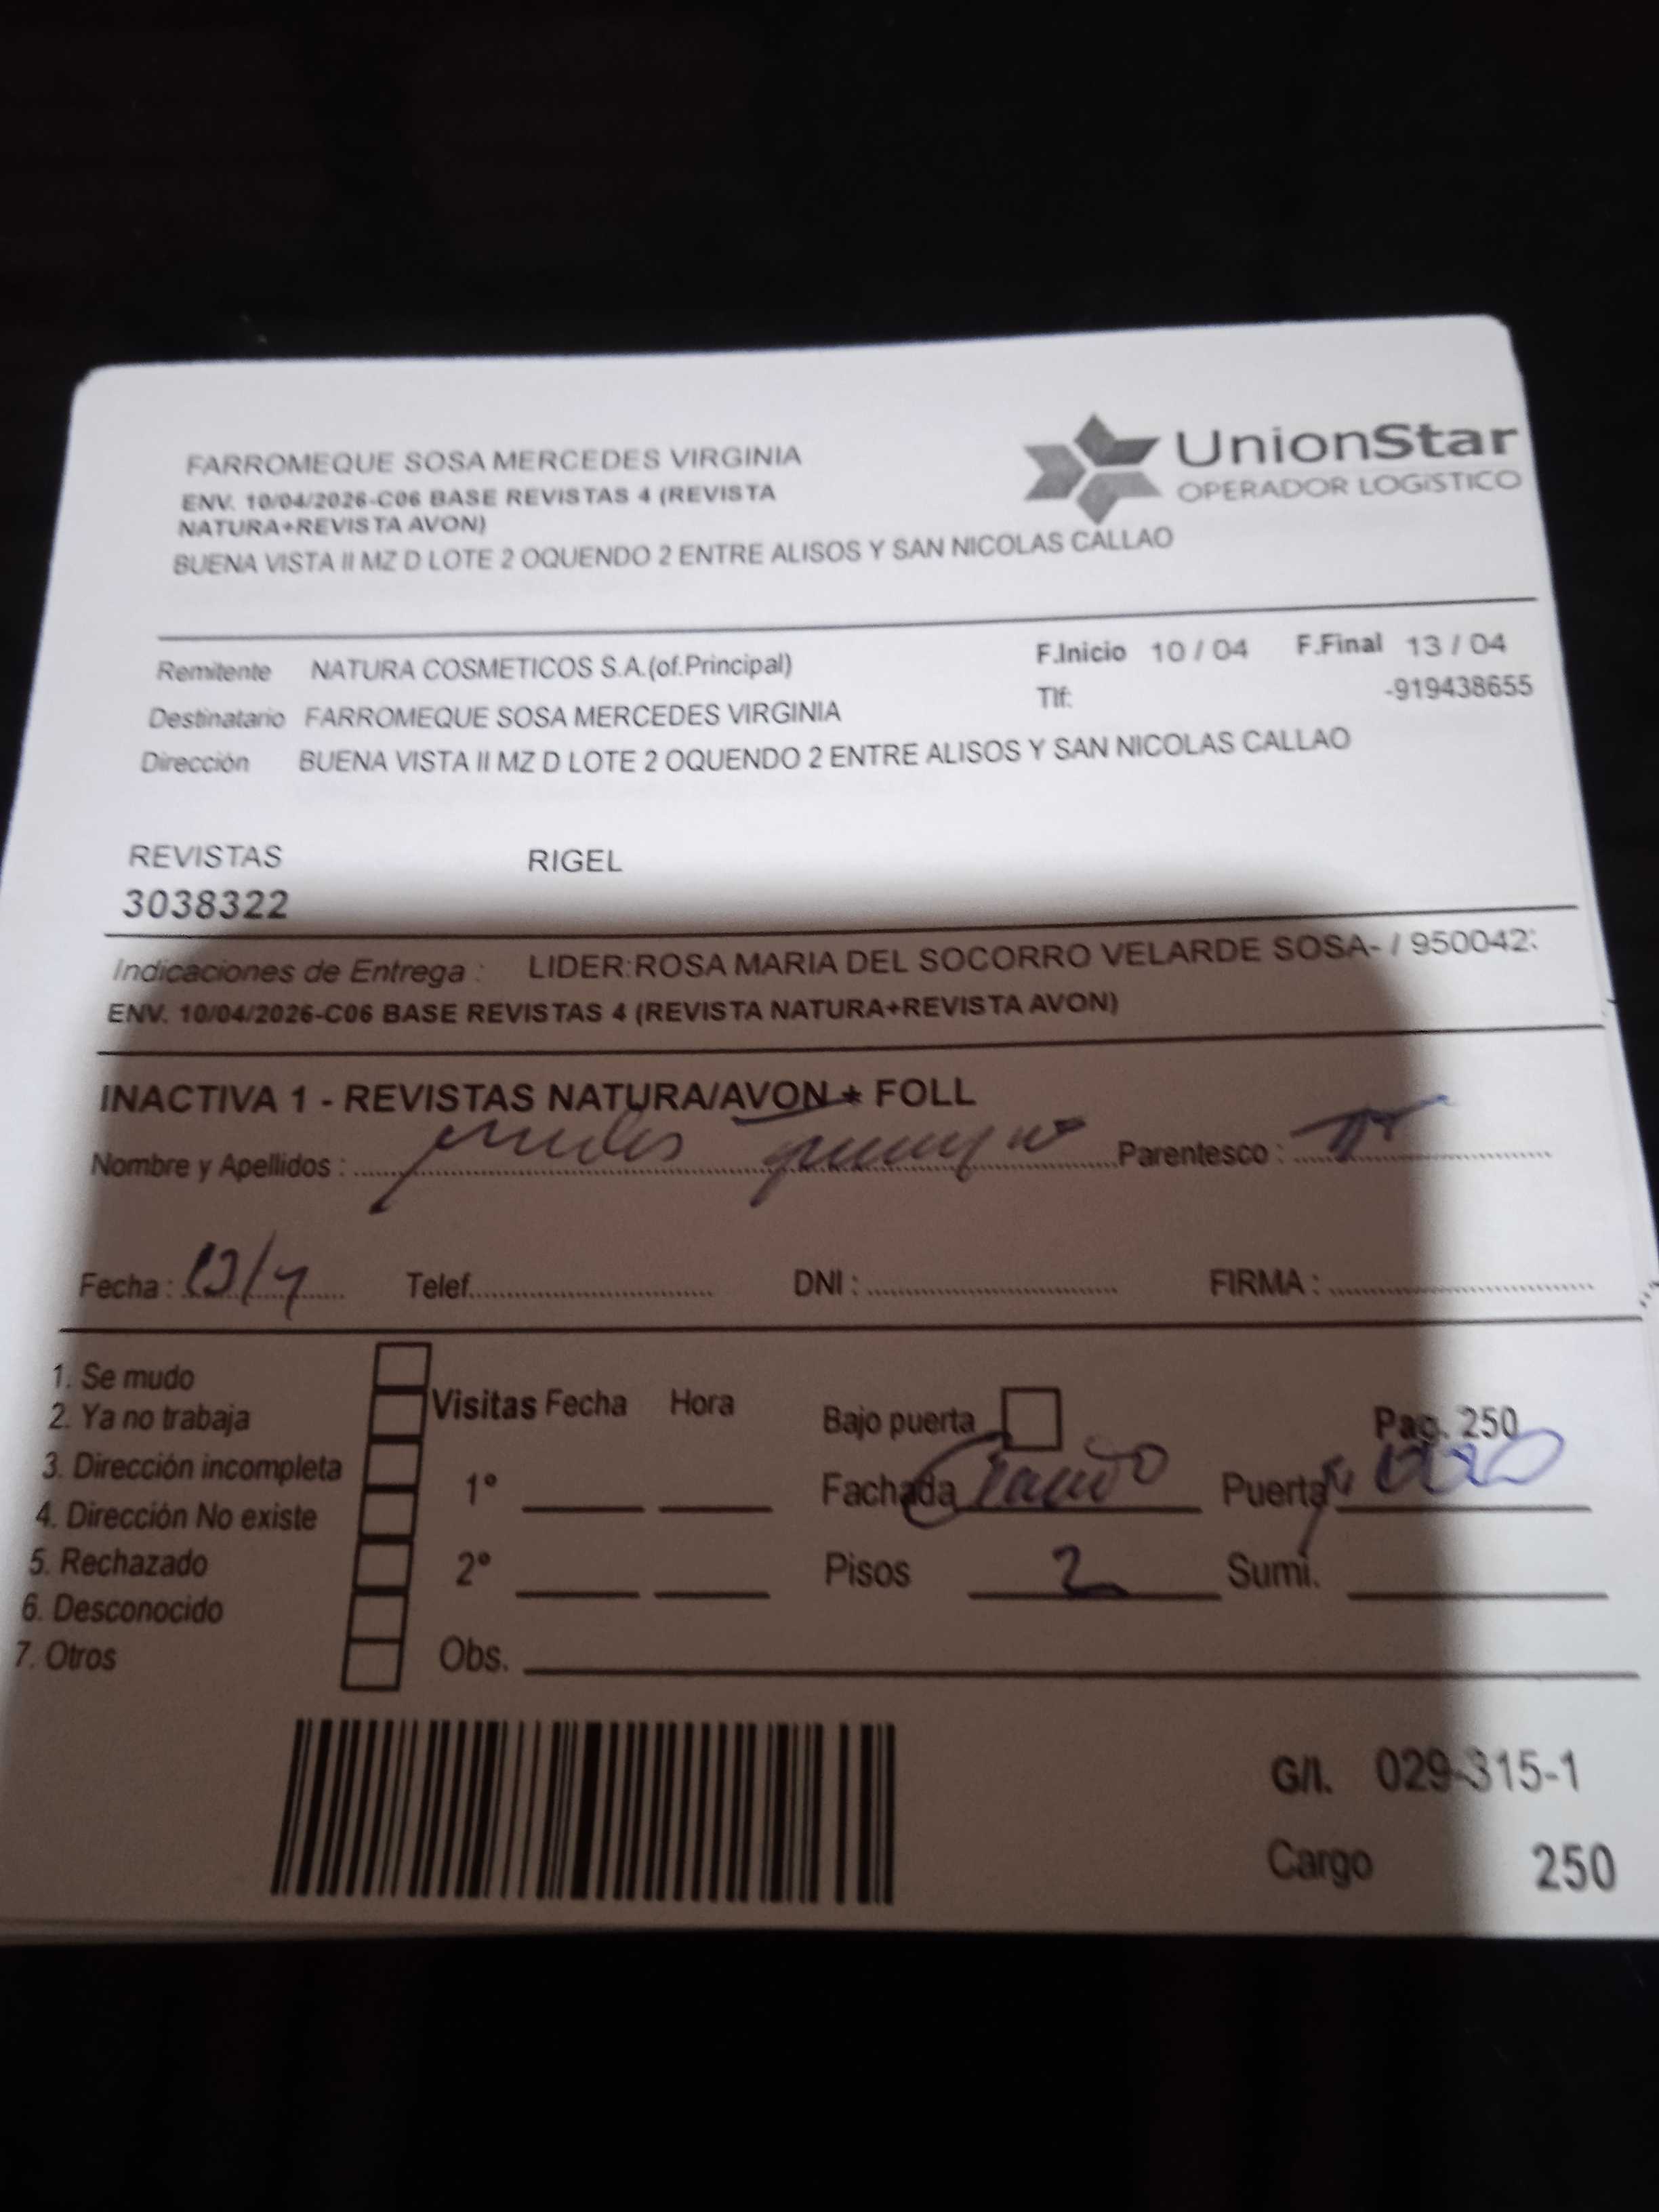 FARROMEQUE SOSA MERCEDES VIRGINIA
ENV. 10/04/2026-C06 BASE REVISTAS 4 (REVISTA
NATURA+REVISTA AVON)
BUENA VISTA II MZ D LOTE 2 OQUENDO 2 ENTRE ALISOS Y SAN NICOLAS CALLAO
UnionStar
OPERADOR LOGÍSTICO
Remitente NATURA COSMETICOS S.A.(of.Principal) F.Inicio 10 / 04 F.Final 13 / 04
Destinatario FARROMEQUE SOSA MERCEDES VIRGINIA Tlf: -919438655
Dirección BUENA VISTA II MZ D LOTE 2 OQUENDO 2 ENTRE ALISOS Y SAN NICOLAS CALLAO
REVISTAS RIGEL
3038322
Indicaciones de Entrega : LIDER:ROSA MARIA DEL SOCORRO VELARDE SOSA- / 950042
ENV. 10/04/2026-C06 BASE REVISTAS 4 (REVISTA NATURA+REVISTA AVON)
INACTIVA 1 - REVISTAS NATURA/AVON + FOLL
Nombre y Apellidos : Parentesco :
Fecha : 13/4 Telef. DNI : FIRMA :
1. Se mudo
2. Ya no trabaja
3. Dirección incompleta
4. Dirección No existe
5. Rechazado
6. Desconocido
7. Otros
Visitas Fecha Hora
1°
2°
Obs.
Bajo puerta Pag. 250
Fachada Puerta
Pisos 2 Sumi.
G/I. 029-315-1
Cargo 250